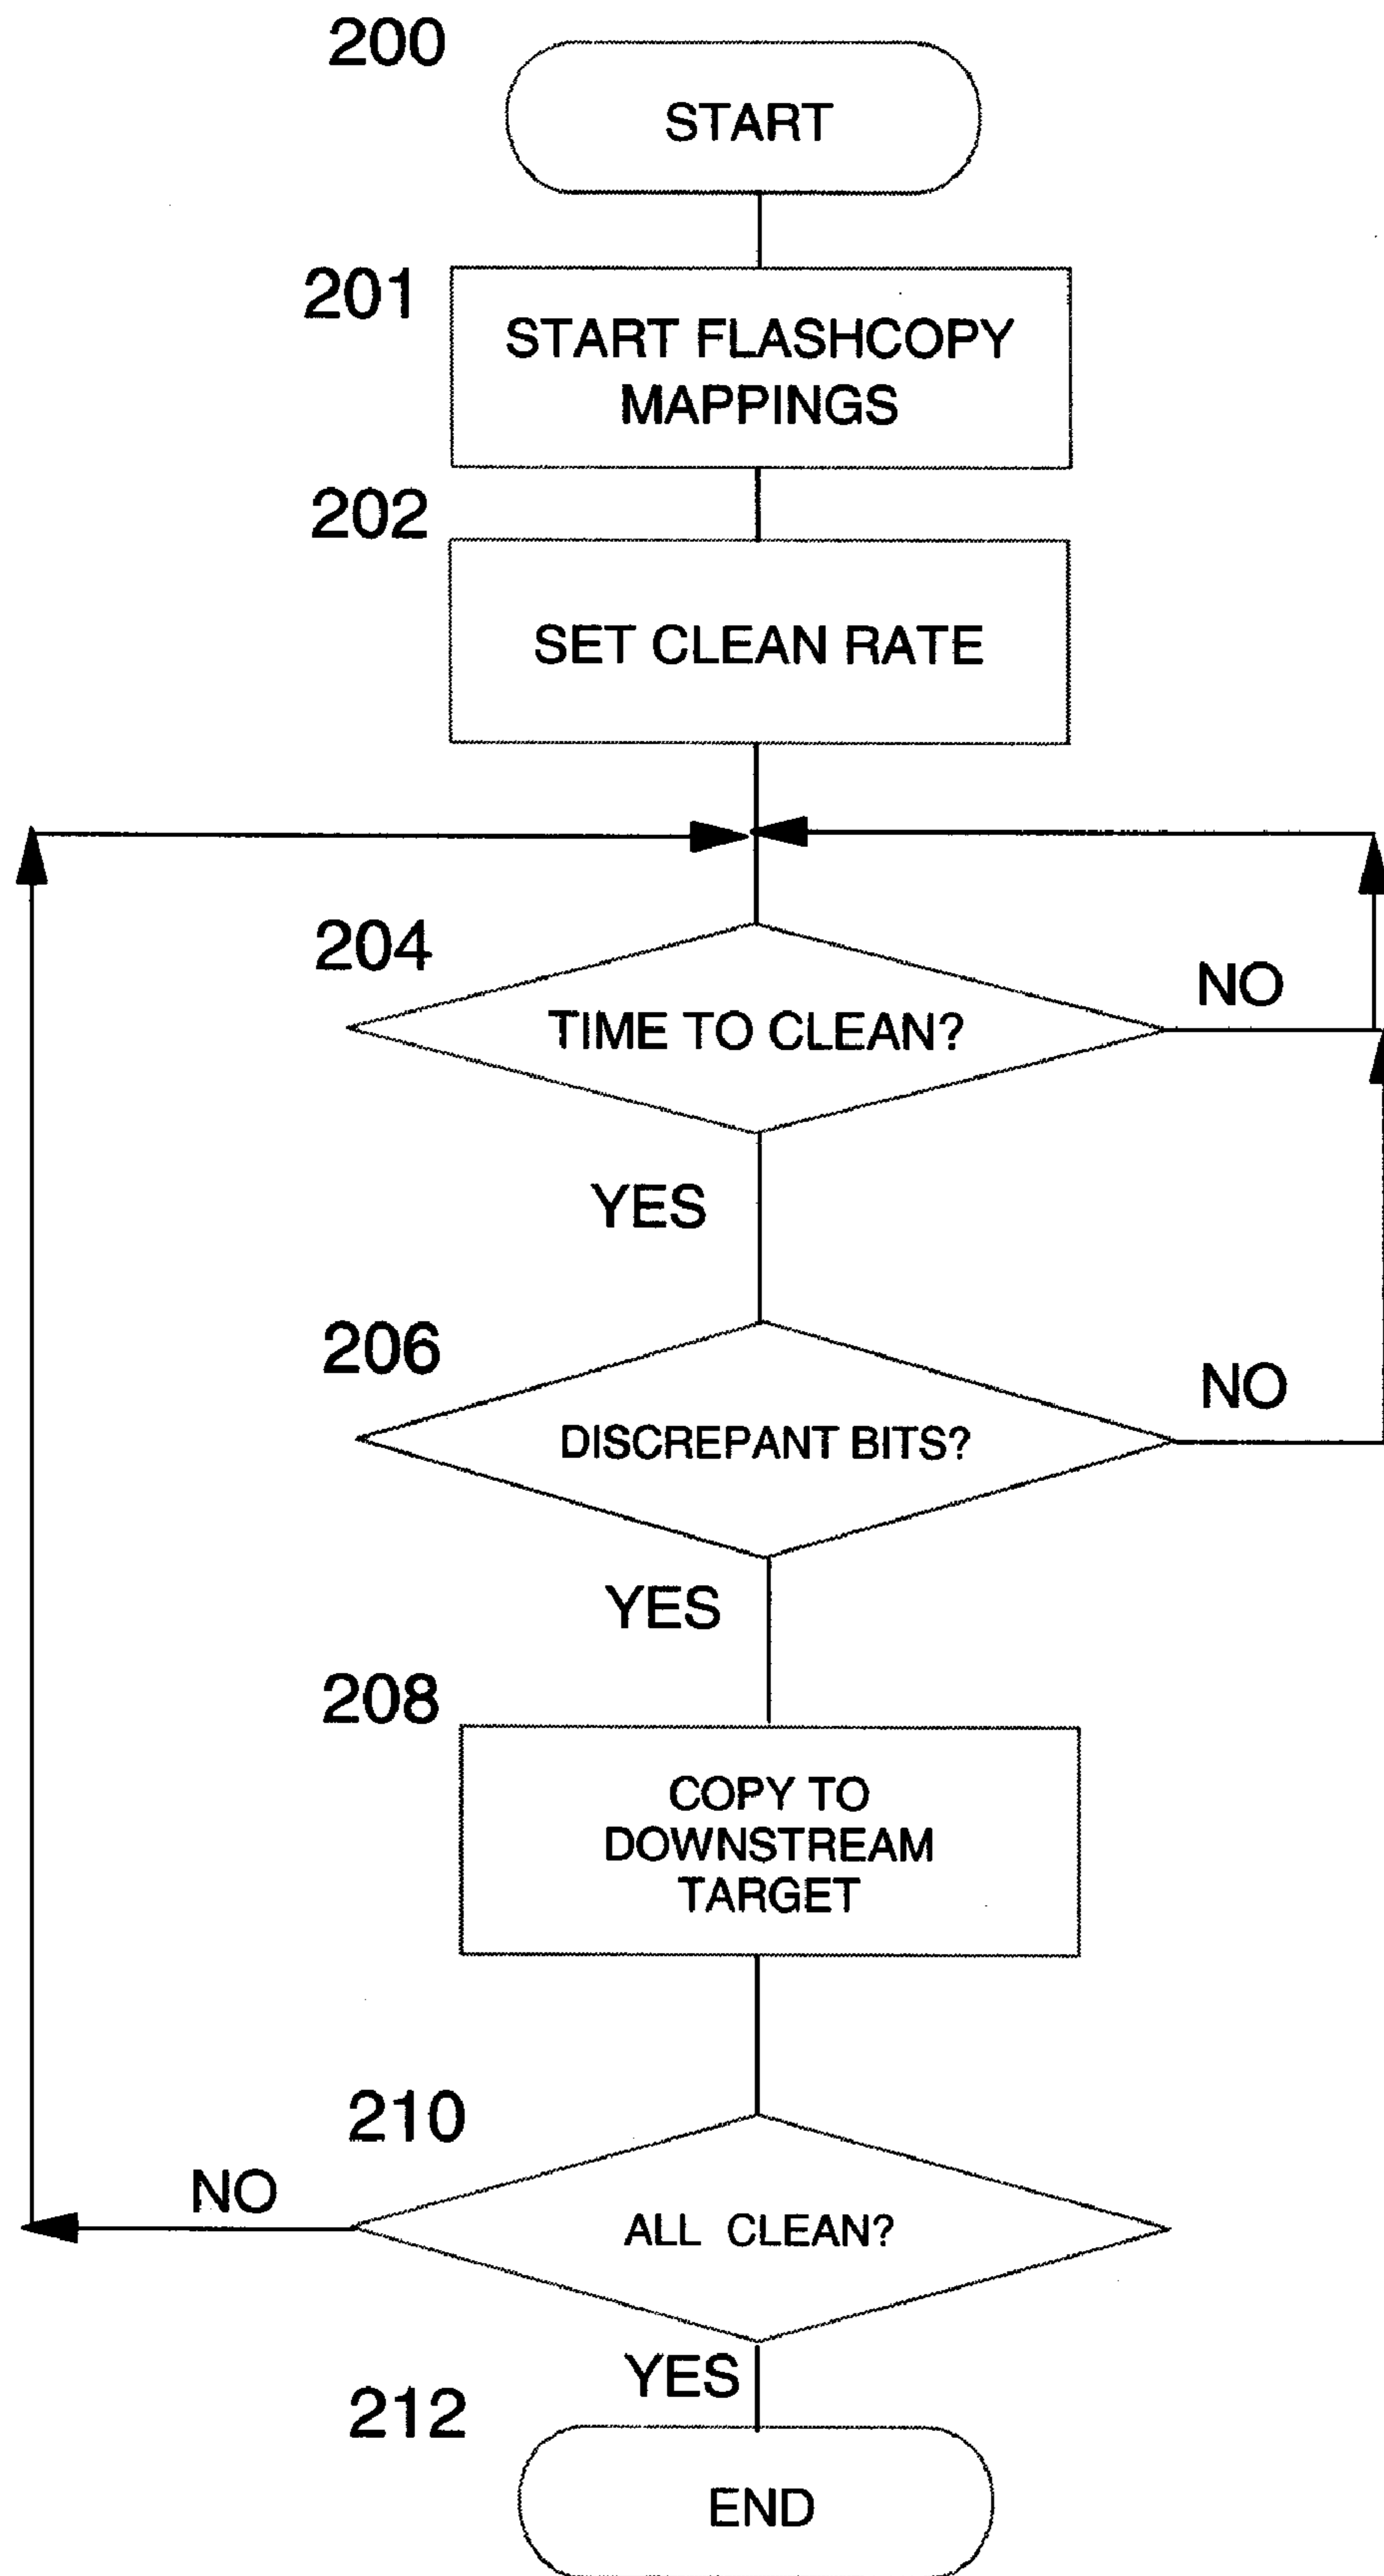 200
START
201
START FLASHCOPY
MAPPINGS
202
SET CLEAN RATE
204
TIME TO CLEAN?
NO
YES
206
DISCREPANT BITS?
NO
YES
208
COPY TO
DOWNSTREAM
TARGET
210
ALL CLEAN?
NO
YES
212
END